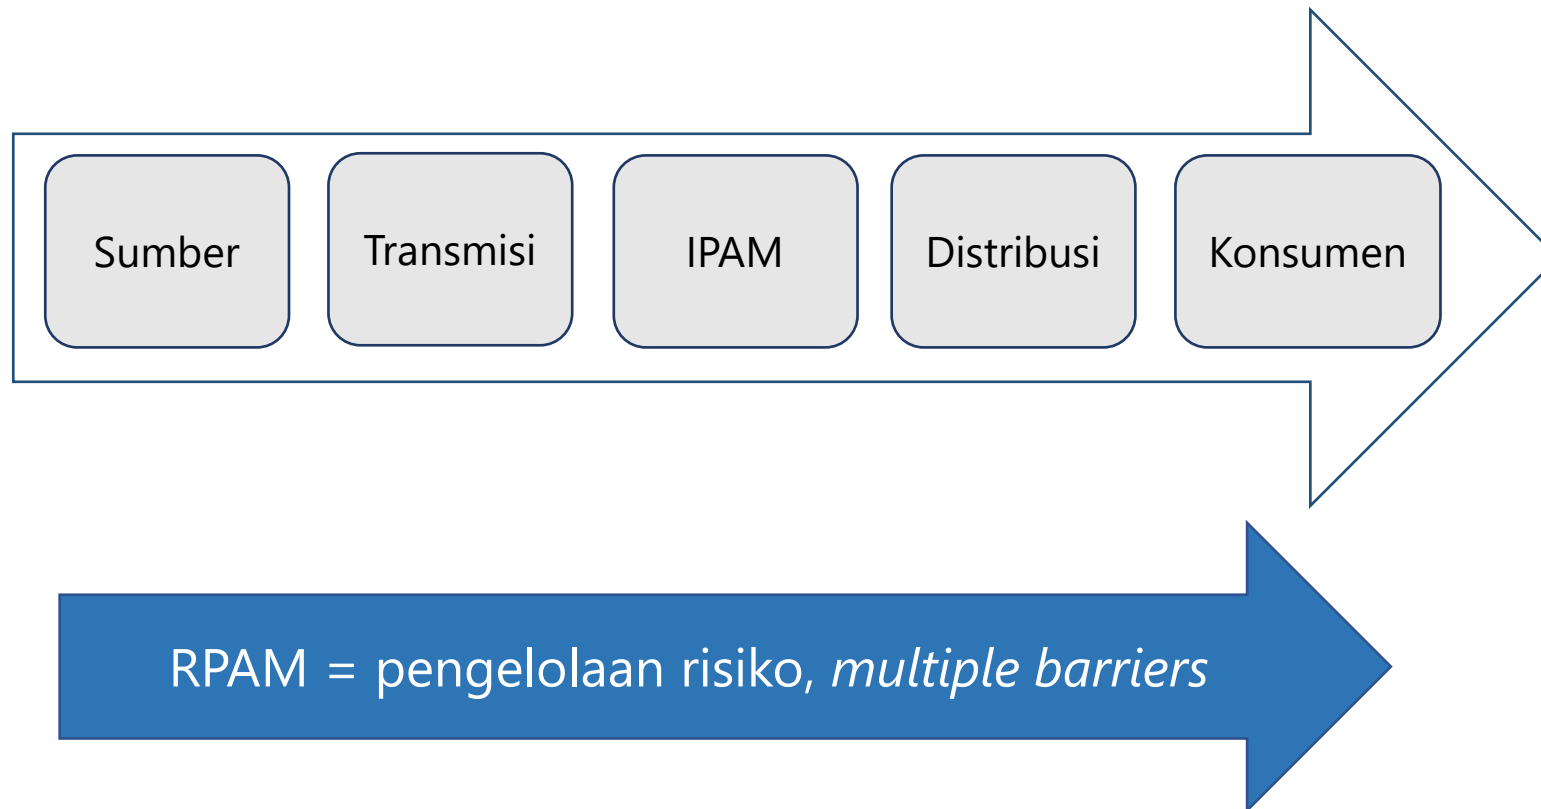 Sumber
Transmisi
IPAM
Distribusi
Konsumen
RPAM = pengelolaan risiko, multiple barriers